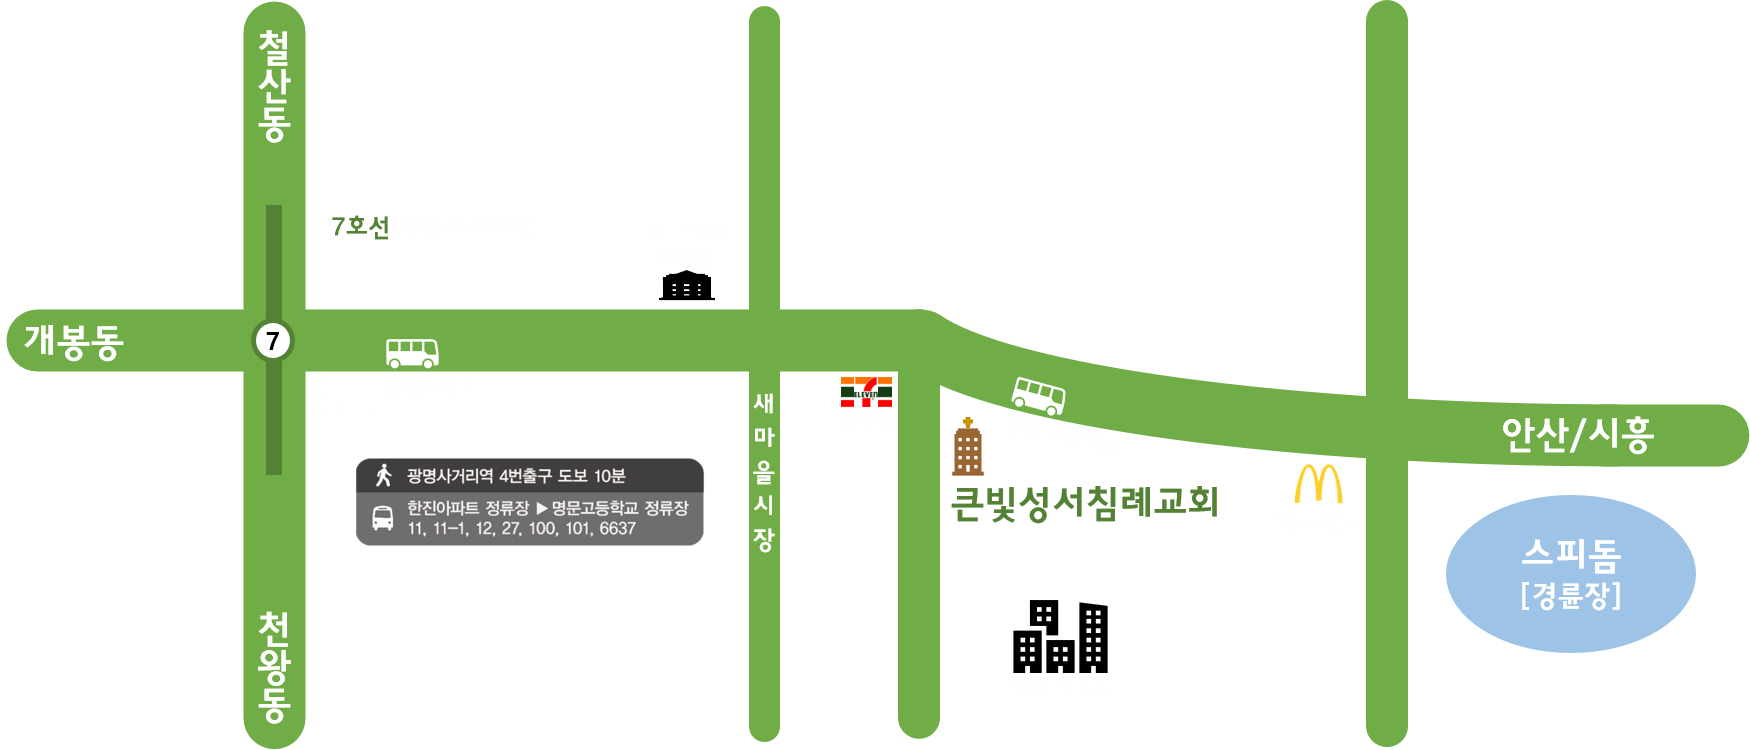 철산동
7호선
개봉동
7
ELEVEN
새마을시장
안산/시흥
광명사거리역 4번출구 도보 10분
한진아파트 정류장 ▶명문고등학교 정류장
11, 11-1, 12, 27, 100, 101, 6637
큰빛성서침례교회
스피돔
[경륜장]
천왕동